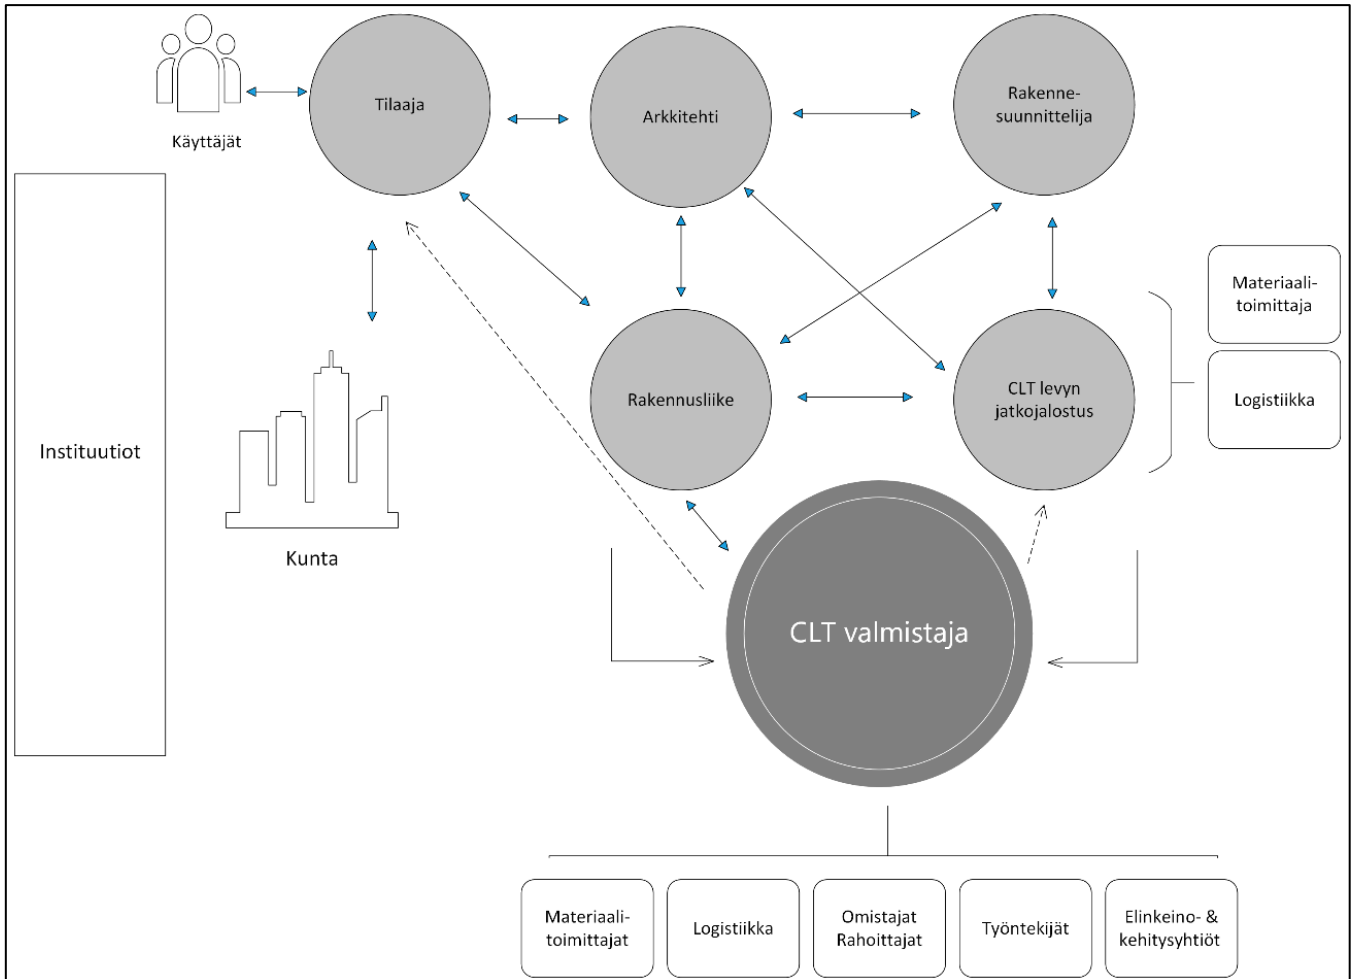 Tilaaja
Arkkitehti
Rakenne-
suunnittelija
Käyttäjät
Materiaali-
toimittaja
Rakennusliike
CLT levyn
jatkojalostus
Logistiikka
Instituutiot
Kunta
CLT valmistaja
Materiaali-
toimittajat
Logistiikka
Omistajat
Rahoittajat
Työntekijät
Elinkeino- &
kehitysyhtiöt